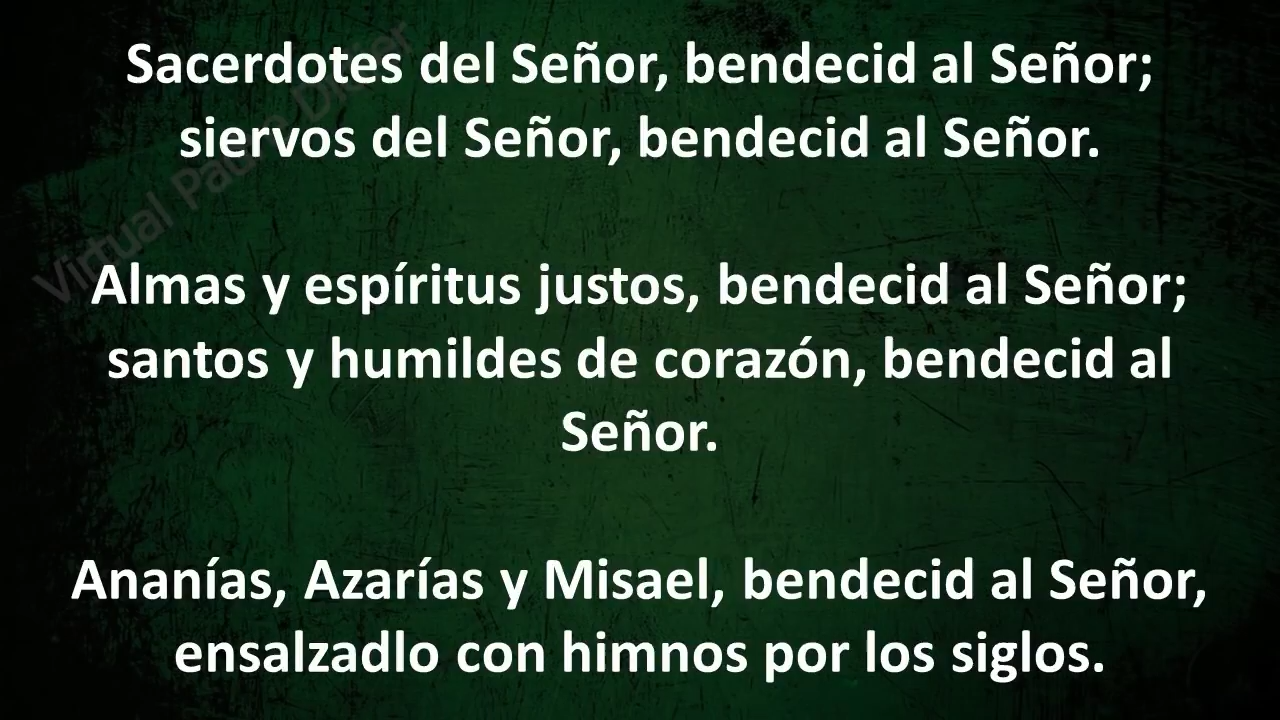 Sacerdotes del Señor, bendecid al Señor;
siervos del Señor, bendecid al Señor.
Almas y espíritus justos, bendecid al Señor;
santos y humildes de corazón, bendecid al
Señor.
Ananías, Azarías y Misael, bendecid al Señor,
ensalzadlo con himnos por los siglos.
Virtual